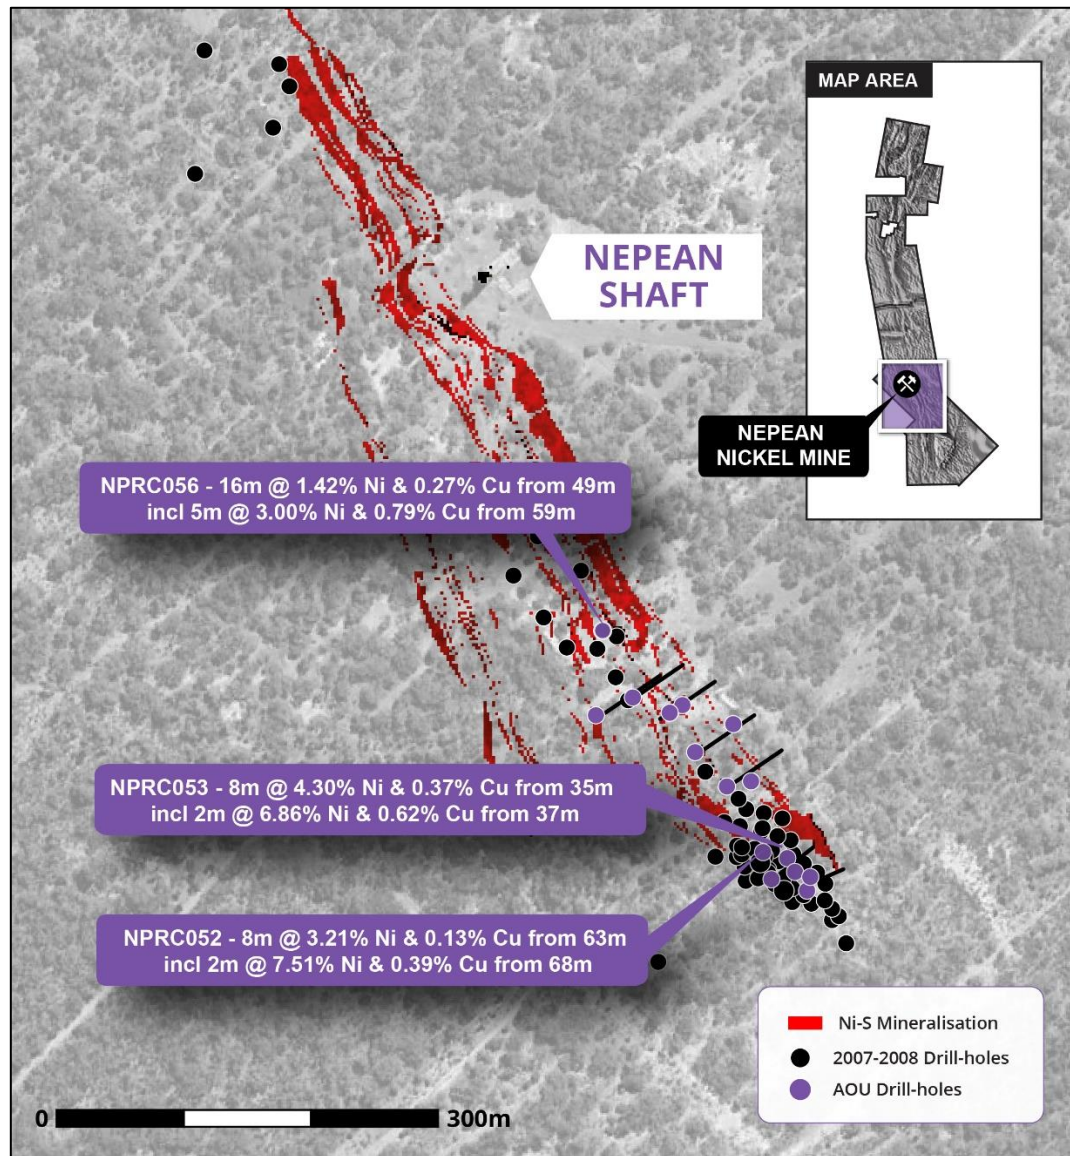 MAP AREA
NEPEAN
SHAFT
NEPEAN
NICKEL MINE
NPRC056 - 16m @ 1.42% Ni & 0.27% Cu from 49m
incl 5m @ 3.00% Ni & 0.79% Cu from 59m
NPRC053 - 8m @ 4.30% Ni & 0.37% Cu from 35m
incl 2m @ 6.86% Ni & 0.62% Cu from 37m
NPRC052 - 8m @ 3.21% Ni & 0.13% Cu from 63m
incl 2m @ 7.51% Ni & 0.39% Cu from 68m
Ni-S Mineralisation
2007-2008 Drill-holes
AOU Drill-holes
0 300m